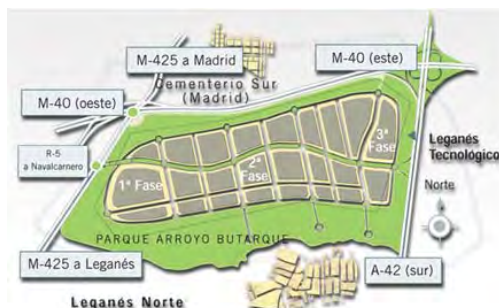 M-425 a Madrid
M-40 (este)
Cementerio Sur
(Madrid)
M-40 (oeste)
3ª
Fase
Leganés
Tecnológico
R-5
a Navalcarnero
2ª
Fase
1ª Fase
Norte
PARQUE ARROYO BUTARQUE
M-425 a Leganés
A-42 (sur)
Leganés Norte